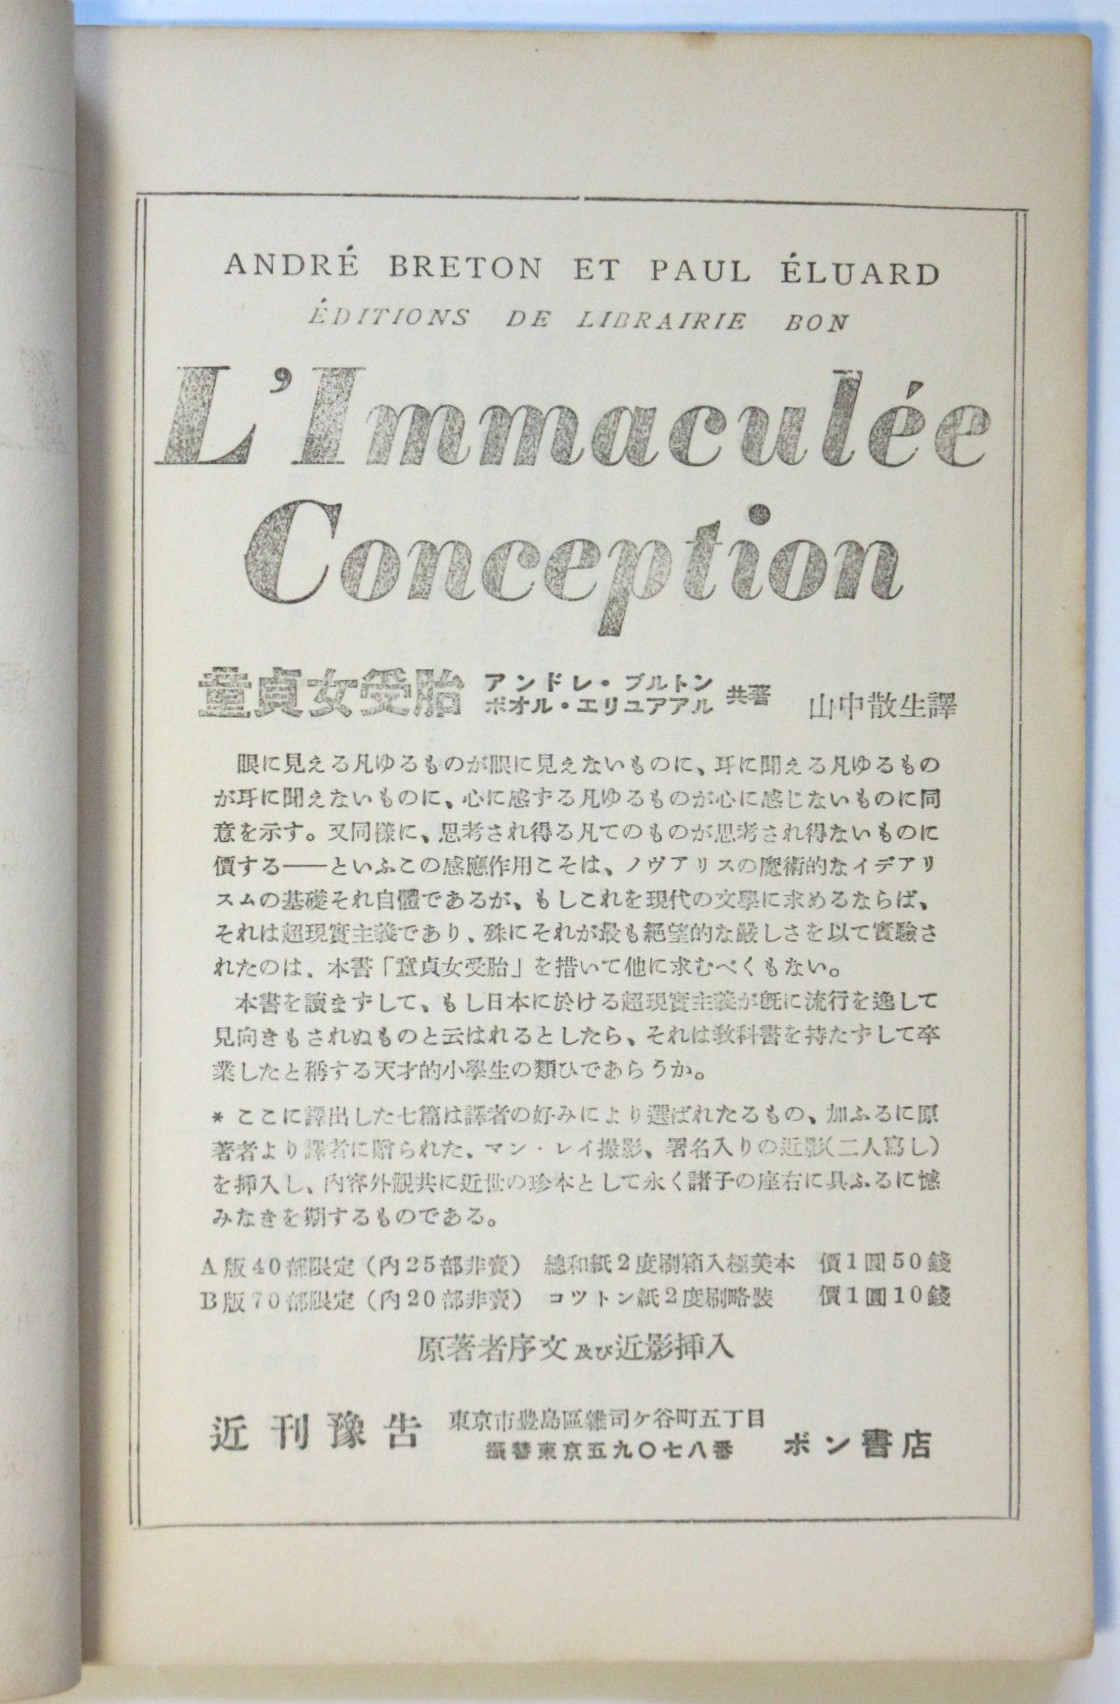 ANDRÉ BRETON ET PAUL ÉLUARD
ÉDITIONS DE LIBRAIRIE BON
L'Immaculée
Conception
童貞女受胎 アンドレ・ブルトン ポオル・エリュアアル 共著 山中散生譯
眼に見える凡ゆるものが眼に見えないものに、耳に聞える凡ゆるもの
が耳に聞えないものに、心に感ずる凡ゆるものが心に感じないものに同
意を示す。又同樣に、思考され得る凡てのものが思考され得ないものに
價する——といふこの感應作用こそは、ノヴアリスの魔術的なイデアリ
スムの基礎それ自體であるが、もしこれを現代の文學に求めるならば、
それは超現實主義であり、殊にそれが最も絕望的な嚴しさを以て實驗さ
れたのは、本書「童貞女受胎」を措いて他に求むべくもない。
本書を讀まずして、もし日本に於ける超現實主義が旣に流行を逸して
見向きもされぬものと云はれるとしたら、それは敎科書を持たずして卒
業したと稱する天才的小學生の類ひであらうか。
* ここに譯出した七篇は譯者の好みにより選ばれたるもの、加ふるに原
著者より譯者に贈られた、マン・レイ撮影、署名入りの近影(二人寫し)
を挿入し、內容外觀共に近世の珍本として永く諸子の座右に具ふるに憾
みなきを期するものである。
A版40部限定(內25部非賣) 總和紙2度刷箱入極美本 價1圓50錢
B版70部限定(內20部非賣) コツトン紙2度刷略裝 價1圓10錢
原著者序文及び近影挿入
近刊豫吿 東京市豊島區雜司ケ谷町五丁目 振替東京五九〇七八番 ボン書店